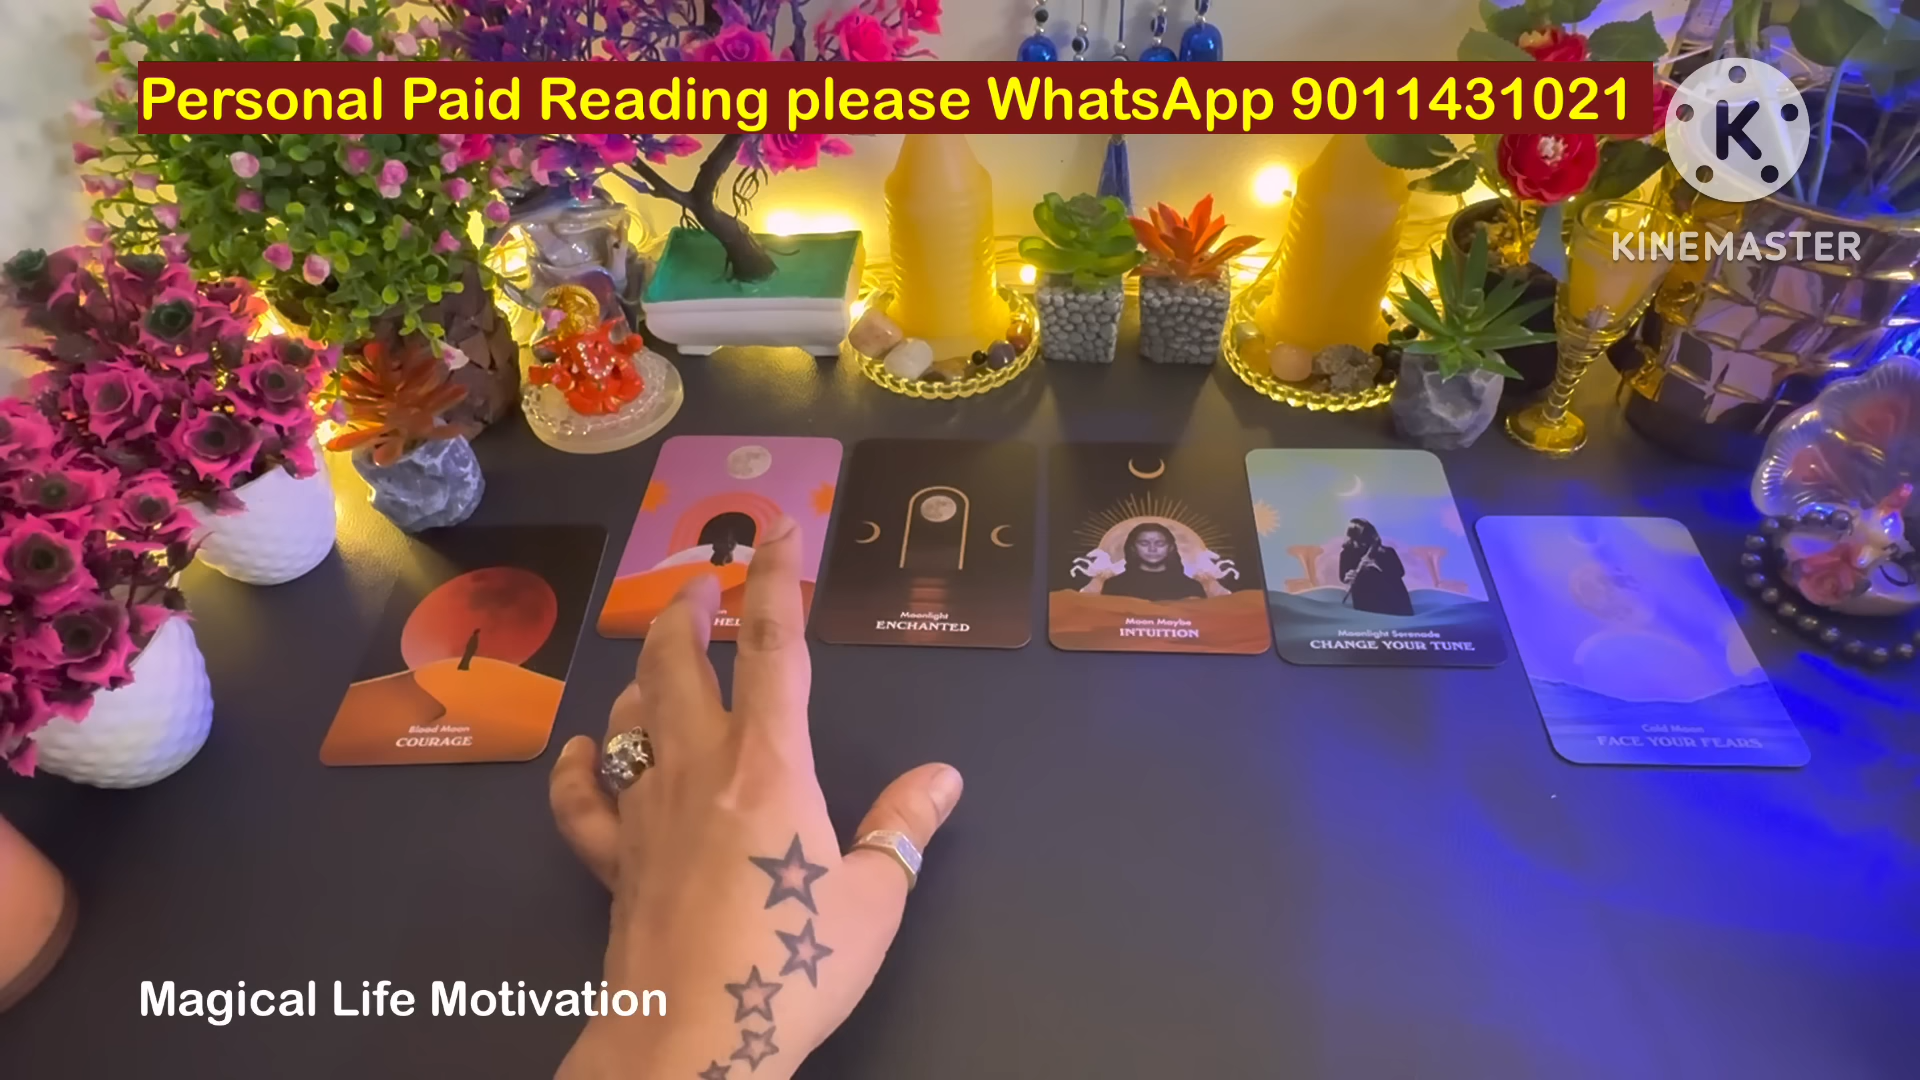 Personal Paid Reading please WhatsApp 9011431021
K
KINEMASTER
Blood Moon
COURAGE
Moonlight
ENCHANTED
Moon Maybe
INTUITION
Moonlight Serenade
CHANGE YOUR TUNE
Cold Moon
FACE YOUR FEARS
Magical Life Motivation